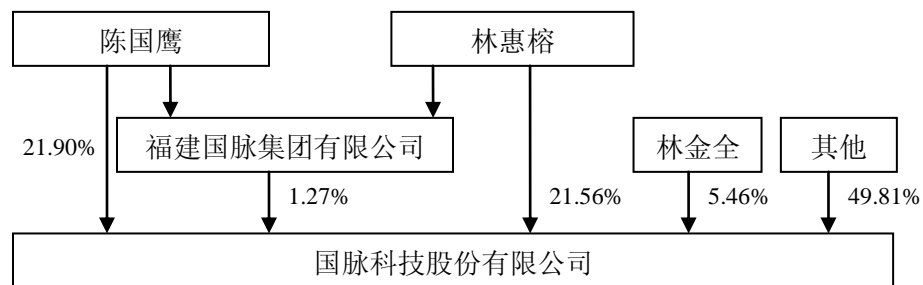 陈国鹰
林惠榕
21.90%
福建国脉集团有限公司
林金全
其他
1.27%
21.56%
5.46%
49.81%
国脉科技股份有限公司